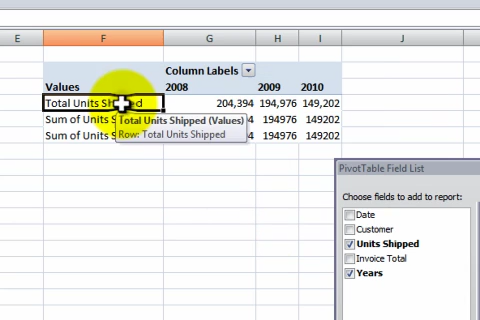 E F G H I J
Column Labels
Values 2008 2009 2010
Total Units Shipped 204,394 194,976 149,202
Sum of Units S 4 194976 149202
Sum of Units S 4 194976 149202
Total Units Shipped (Values)
Row: Total Units Shipped
PivotTable Field List
Choose fields to add to report:
Date
Customer
Units Shipped
Invoice Total
Years